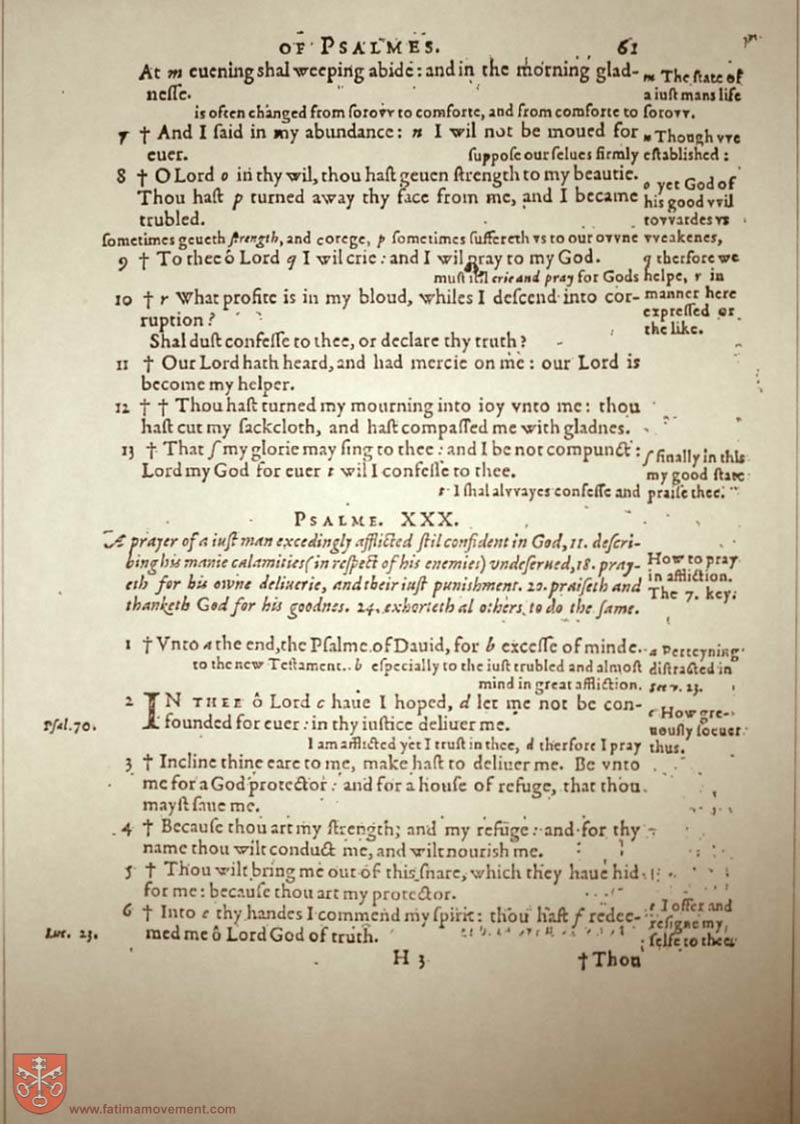 OF PSALMES. 61
At m euening shal weeping abide: and in the morning glad- m The state of
nesse. a iust mans life
is often changed from sorovv to comforte, and from comforte to sorovv.
7 † And I said in my abundance: n I wil not be moued for n Though vve
euer. suppose our selues firmly established:
8 † O Lord o in thy wil, thou hast geuen strength to my beautie. o yet God of
Thou hast p turned away thy face from me, and I became his good vvil
trubled. tovvardes vs
sometimes geueth strength, and corege, p sometimes suffereth vs to our ovvne vveakenes,
9 † To thee ô Lord q I wil crie: and I wil pray to my God. q therfore we
must stil crie and pray for Gods helpe, r in
10 † r What profite is in my bloud, whiles I descend into cor- manner here
ruption? expressed or
Shal dust confesse to thee, or declare thy truth? the like.
11 † Our Lord hath heard, and had mercie on me: our Lord is
become my helper.
12 † † Thou hast turned my mourning into ioy vnto me: thou
hast cut my sackcloth, and hast compassed me with gladnes.
13 † That ſ my glorie may sing to thee: and I be not compunct: ſ finally in this
Lord my God for euer t wil I confesse to thee. my good state
t I shal alvvayes confesse and praise thee.
PSALME. XXX.
A prayer of a iust man excedingly afflicted stil confident in God, 11. descri-
bing his manie calamities (in respect of his enemies) vndeserued, 18. pray- How to pray
eth for his owne deliuerie, and their iust punishment. 20. praiseth and in affliction.
thanketh God for his goodnes. 24. exhorteth al others to do the same. The 7. key.
1 † Vnto a the end, the Psalme of Dauid, for b excesse of minde. a Perteyning
to the new Testament. b especially to the iust trubled and almost distracted in
mind in great affliction. 23.
2 IN THEE ô Lord c haue I hoped, d let me not be con- c How gre-
Psal. 70. founded for euer: in thy iustice deliuer me. uously soeuer
I am afflicted yet I trust in thee, d therfore I pray thus.
3 † Incline thine eare to me, make hast to deliuer me. Be vnto
me for a God protector: and for a house of refuge, that thou
mayst saue me.
4 † Because thou art my strength; and my refuge: and for thy
name thou wilt conduct me, and wilt nourish me.
5 † Thou wilt bring me out of this snare, which they haue hid
for me: because thou art my protector.
6 † Into e thy handes I commend my spirit: thou hast f redee- e I offer and
Luc. 23. med me ô Lord God of truth. resigne my
selfe to thee
H 3 † Thou
www.fatimamovement.com